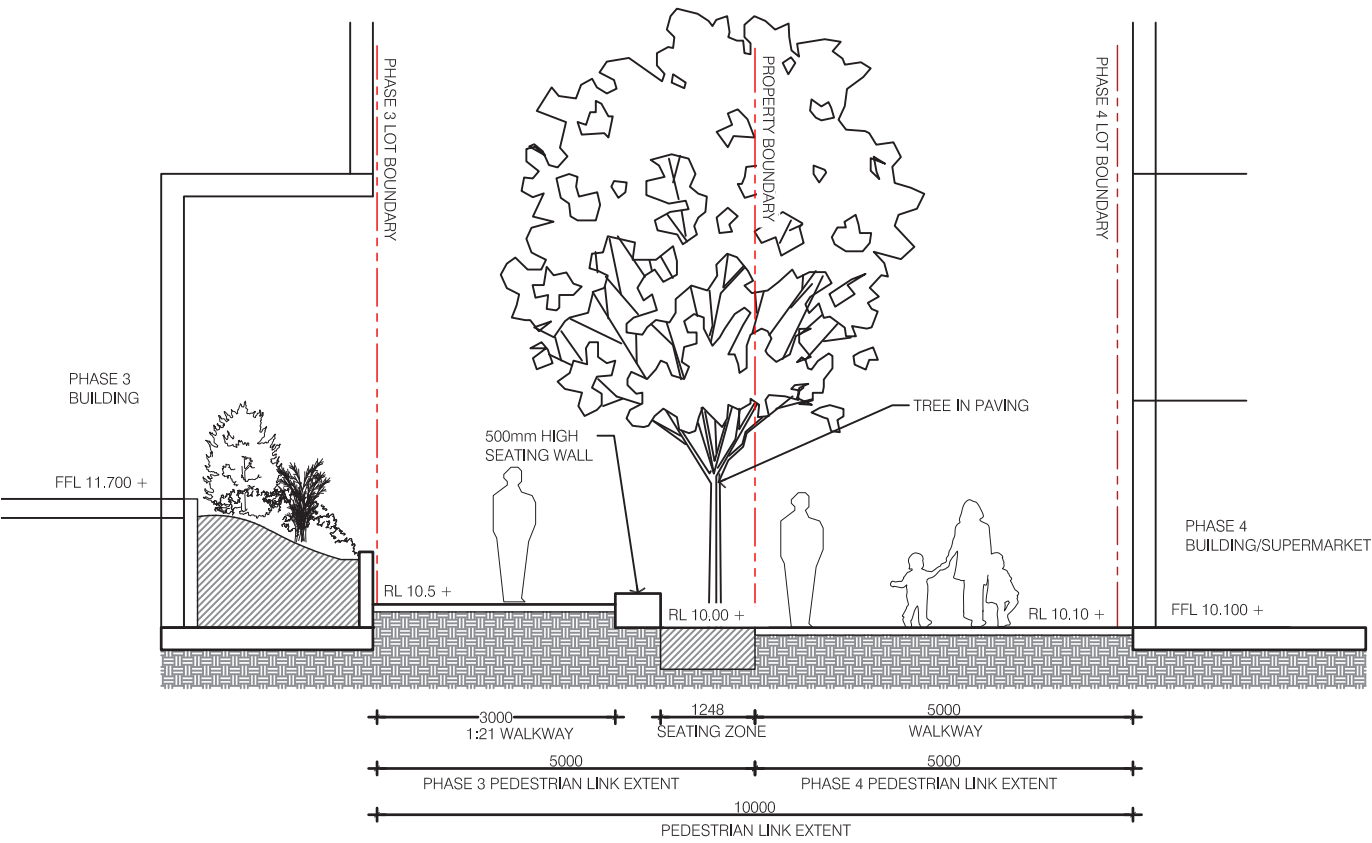 PHASE 3 LOT BOUNDARY
PROPERTY BOUNDARY
PHASE 4 LOT BOUNDARY
PHASE 3
BUILDING
TREE IN PAVING
500mm HIGH
SEATING WALL
FFL 11.700 +
PHASE 4
BUILDING/SUPERMARKET
RL 10.5 +
RL 10.00 +
RL 10.10 +
FFL 10.100 +
3000
1:21 WALKWAY
1248
SEATING ZONE
5000
WALKWAY
5000
PHASE 3 PEDESTRIAN LINK EXTENT
5000
PHASE 4 PEDESTRIAN LINK EXTENT
10000
PEDESTRIAN LINK EXTENT